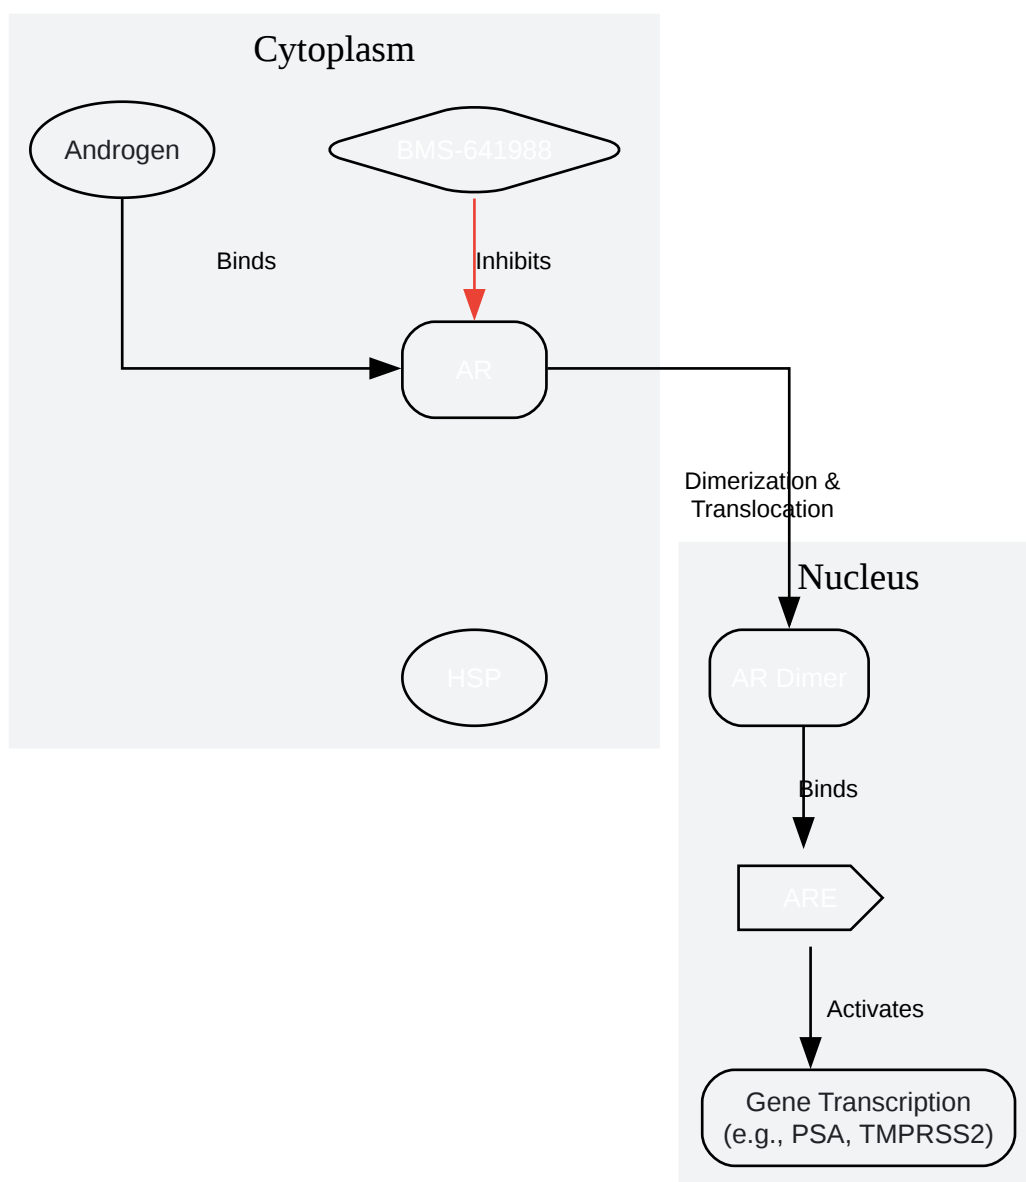 Cytoplasm
Androgen
BMS-641988
Binds
Inhibits
AR
Dimerization &
Translocation
Nucleus
HSP
AR Dimer
Binds
ARE
Activates
Gene Transcription
(e.g., PSA, TMPRSS2)